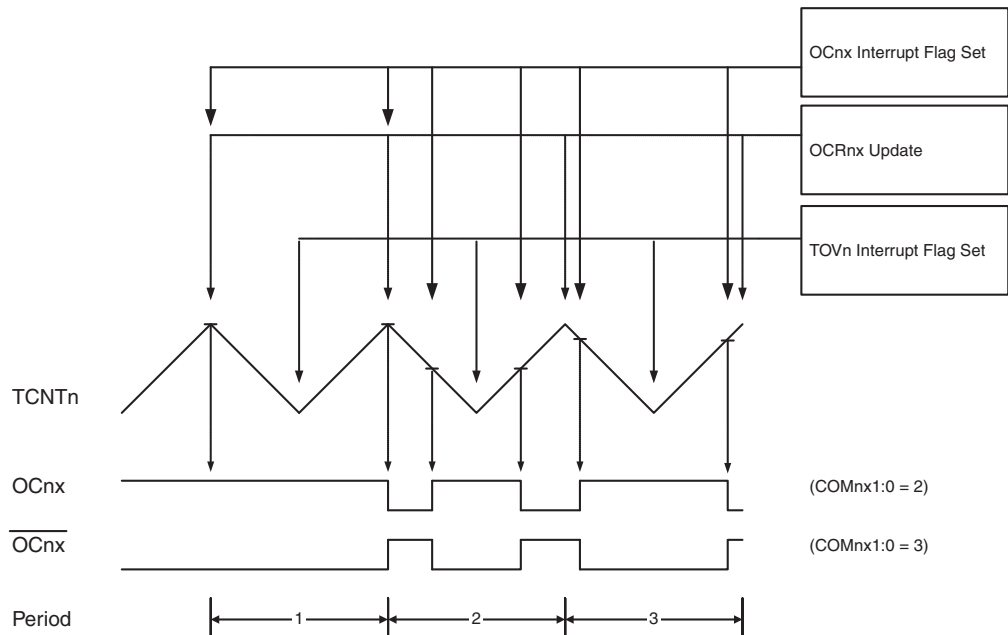 OCnx Interrupt Flag Set
OCRnx Update
TOVn Interrupt Flag Set
TCNTn
OCnx
(COMnx1:0 = 2)
OCnx
(COMnx1:0 = 3)
Period
1
2
3